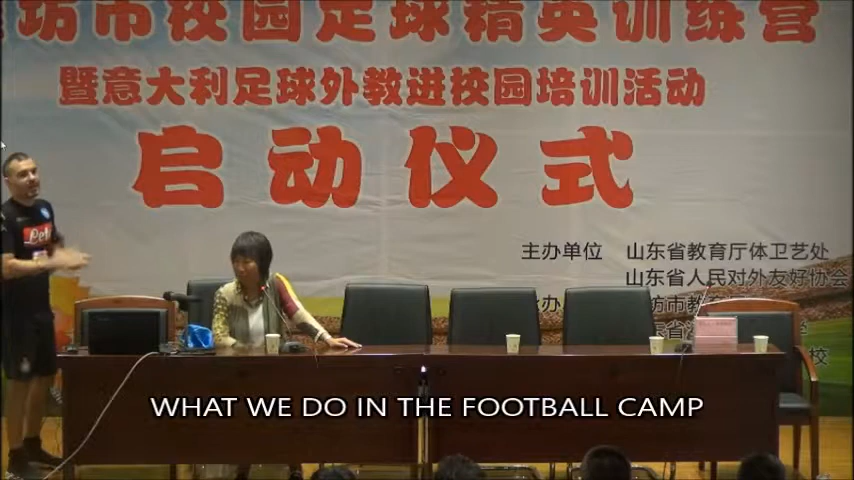 坊市校园足球精英训练营
暨意大利足球外教进校园培训活动
启动仪式
主办单位 山东省教育厅体卫艺处
山东省人民对外友好协会
Lete
WHAT WE DO IN THE FOOTBALL CAMP